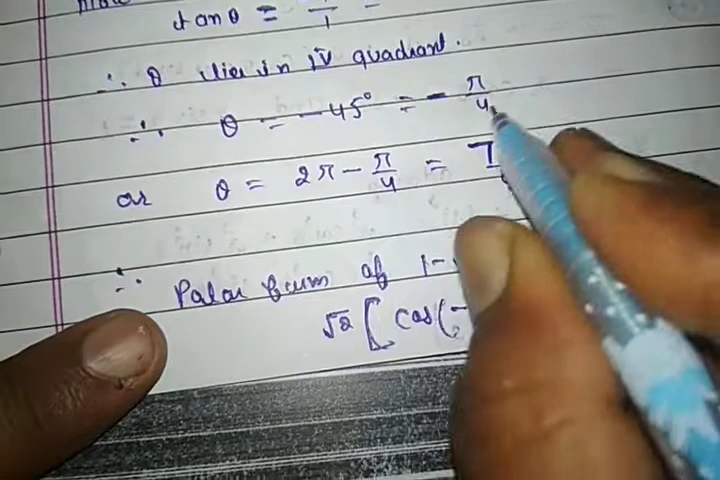 tan θ = 1
∴ θ lies in IV quadrant.
∴ θ = -45° = - π/4
or θ = 2π - π/4 = 7
∴ Polar form of 1-
√2 [ cos(-